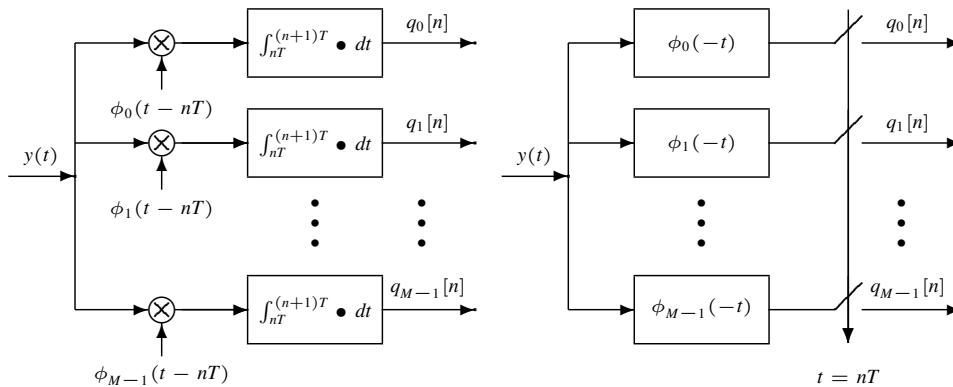 q_0[n]
∫_{nT}^{(n+1)T} • dt
ϕ_0(t − nT)
q_1[n]
y(t)
∫_{nT}^{(n+1)T} • dt
ϕ_1(t − nT)
q_{M−1}[n]
∫_{nT}^{(n+1)T} • dt
ϕ_{M−1}(t − nT)
q_0[n]
ϕ_0(−t)
q_1[n]
y(t)
ϕ_1(−t)
q_{M−1}[n]
ϕ_{M−1}(−t)
t = nT